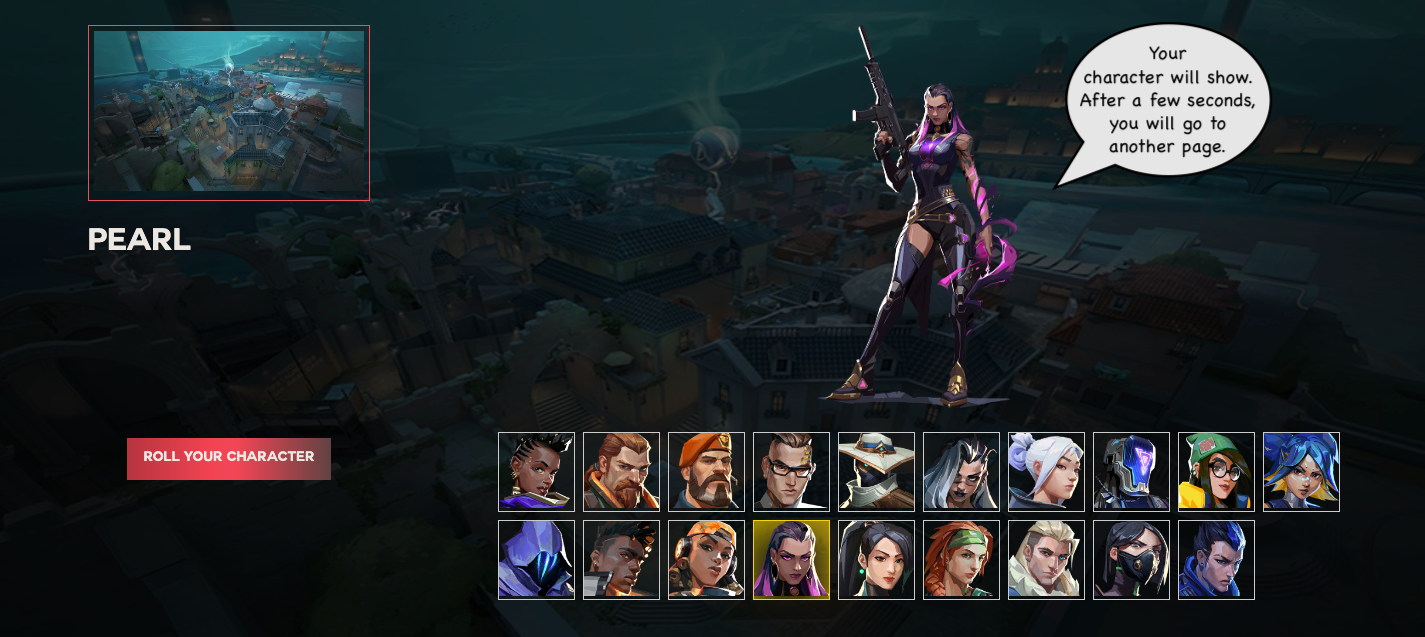 PEARL
Your
character will show.
After a few seconds,
you will go to
another page.
ROLL YOUR CHARACTER